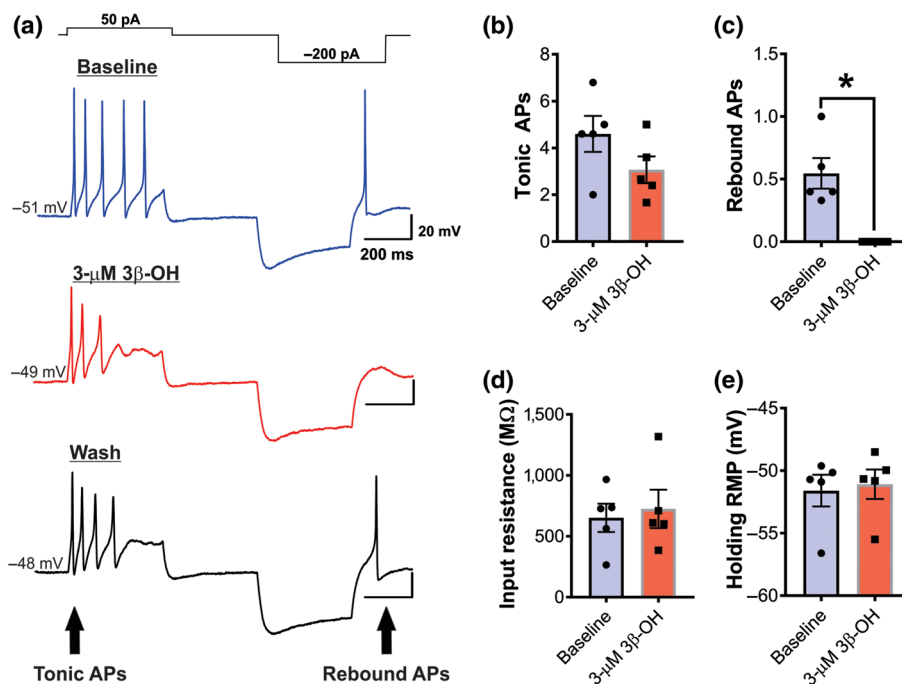 (a)
50 pA
–200 pA
Baseline
–51 mV
20 mV
200 ms
3-μM 3β-OH
–49 mV
Wash
–48 mV
Tonic APs
Rebound APs
(b)
Tonic APs
8
6
4
2
0
Baseline
3-μM 3β-OH
(c)
Rebound APs
1.5
1.0
0.5
0.0
*
Baseline
3-μM 3β-OH
(d)
Input resistance (MΩ)
1,500
1,000
500
0
Baseline
3-μM 3β-OH
(e)
Holding RMP (mV)
–45
–50
–55
–60
Baseline
3-μM 3β-OH